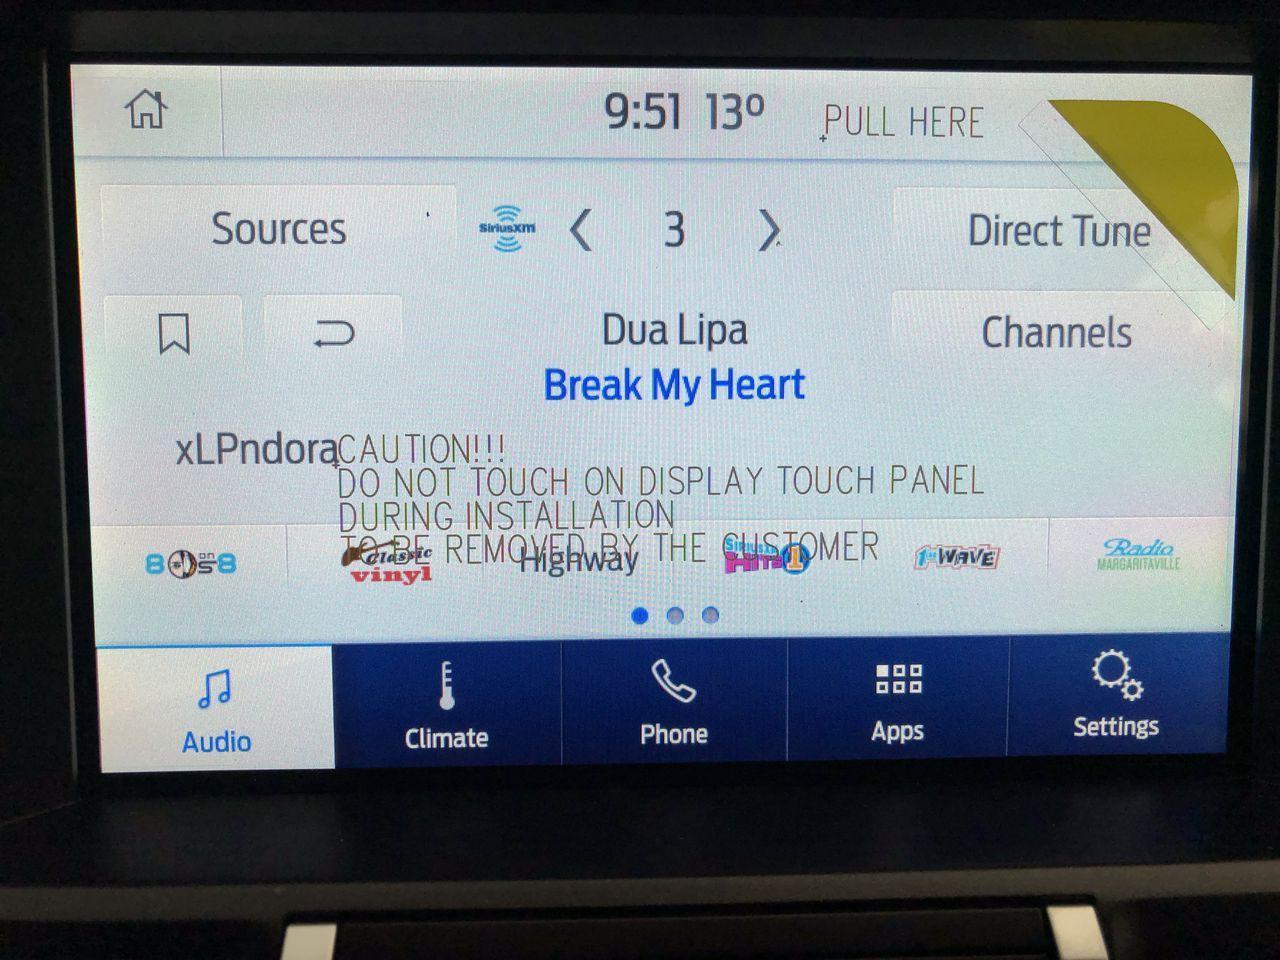 9:51 13°
PULL HERE
Sources
SiriusXM
3
Direct Tune
Dua Lipa
Channels
Break My Heart
xLPndora
CAUTION!!!
DO NOT TOUCH ON DISPLAY TOUCH PANEL
DURING INSTALLATION
TO BE REMOVED BY THE CUSTOMER
80s on 8
Classic
vinyl
Highway
SiriusXM
Hits 1
1st WAVE
Radio
MARGARITAVILLE
Audio
Climate
Phone
Apps
Settings